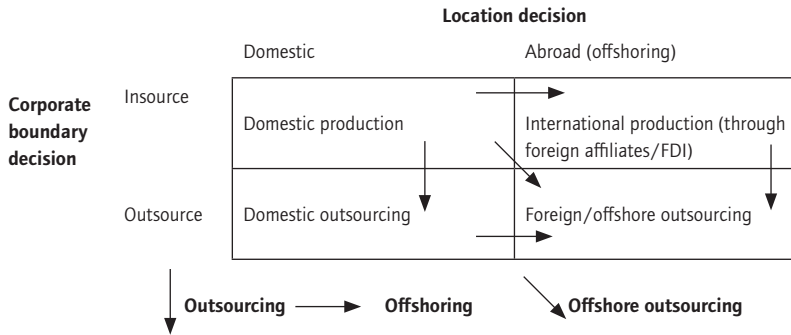 Location decision
Domestic Abroad (offshoring)
Corporate boundary decision
Insource
Domestic production
International production (through foreign affiliates/FDI)
Outsource
Domestic outsourcing
Foreign/offshore outsourcing
Outsourcing Offshoring Offshore outsourcing